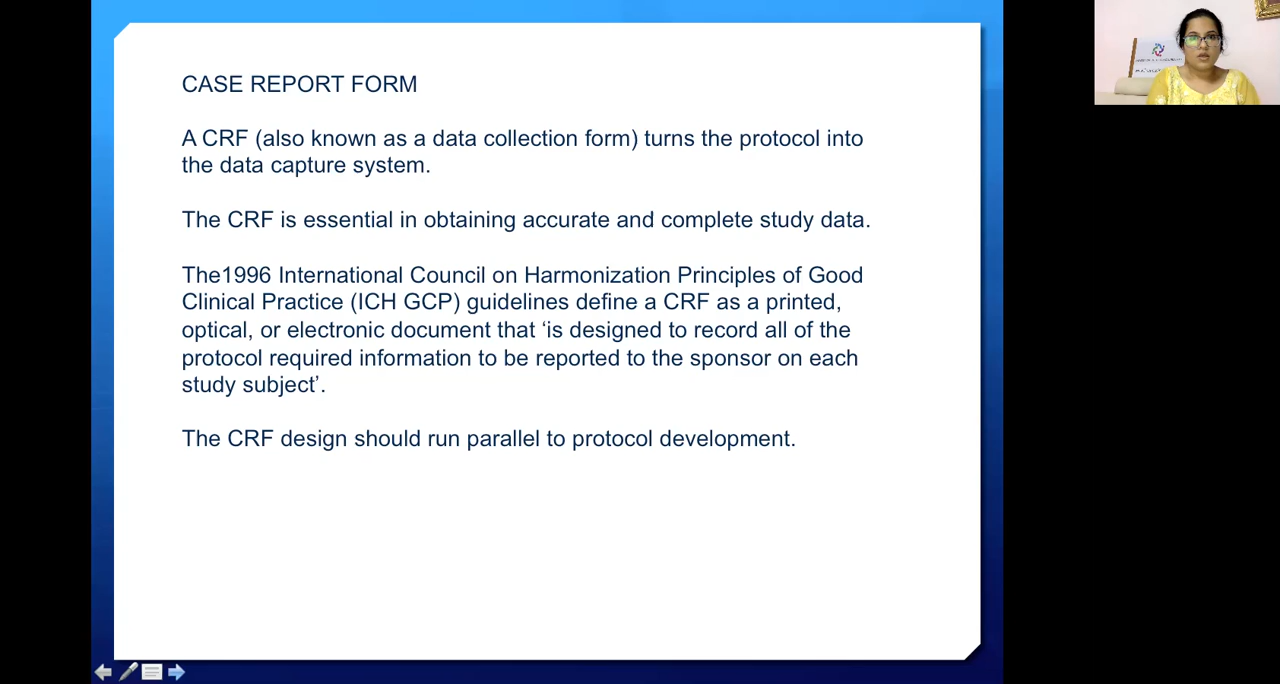 CASE REPORT FORM
A CRF (also known as a data collection form) turns the protocol into
the data capture system.
The CRF is essential in obtaining accurate and complete study data.
The1996 International Council on Harmonization Principles of Good
Clinical Practice (ICH GCP) guidelines define a CRF as a printed,
optical, or electronic document that ‘is designed to record all of the
protocol required information to be reported to the sponsor on each
study subject’.
The CRF design should run parallel to protocol development.